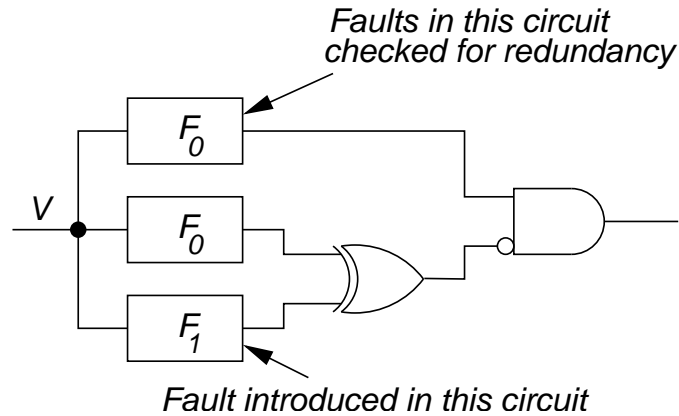 Faults in this circuit
checked for redundancy
F0
V
F0
F1
Fault introduced in this circuit